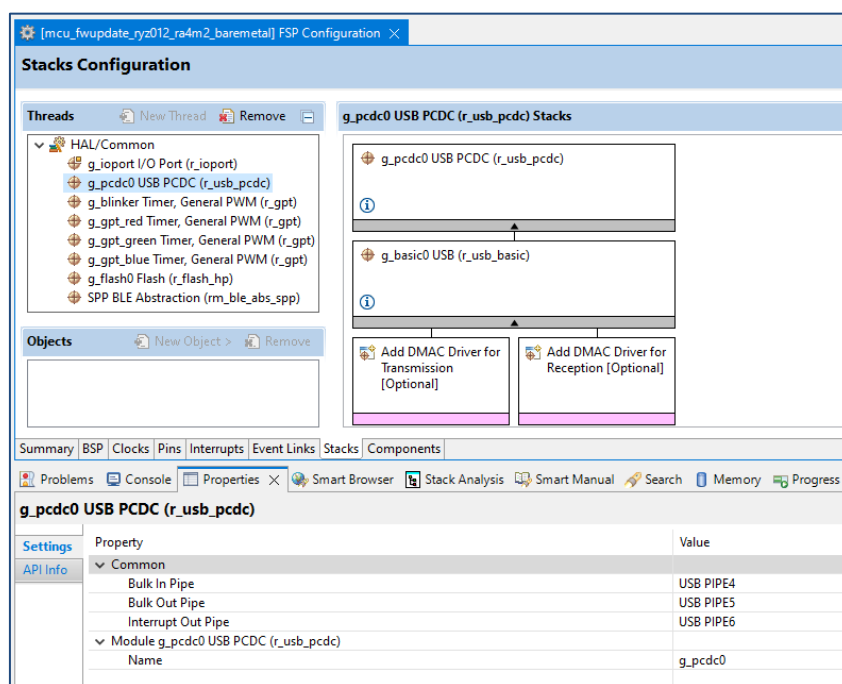 [mcu_fwupdate_ryz012_ra4m2_baremetal] FSP Configuration
Stacks Configuration
Threads New Thread Remove
HAL/Common
g_ioport I/O Port (r_ioport)
g_pcdc0 USB PCDC (r_usb_pcdc)
g_blinker Timer, General PWM (r_gpt)
g_gpt_red Timer, General PWM (r_gpt)
g_gpt_green Timer, General PWM (r_gpt)
g_gpt_blue Timer, General PWM (r_gpt)
g_flash0 Flash (r_flash_hp)
SPP BLE Abstraction (rm_ble_abs_spp)
Objects New Object > Remove
g_pcdc0 USB PCDC (r_usb_pcdc) Stacks
g_pcdc0 USB PCDC (r_usb_pcdc)
g_basic0 USB (r_usb_basic)
Add DMAC Driver for
Transmission
[Optional]
Add DMAC Driver for
Reception [Optional]
Summary BSP Clocks Pins Interrupts Event Links Stacks Components
Problems Console Properties Smart Browser Stack Analysis Smart Manual Search Memory Progress
g_pcdc0 USB PCDC (r_usb_pcdc)
Settings
API Info
Property Value
Common
Bulk In Pipe USB PIPE4
Bulk Out Pipe USB PIPE5
Interrupt Out Pipe USB PIPE6
Module g_pcdc0 USB PCDC (r_usb_pcdc)
Name g_pcdc0